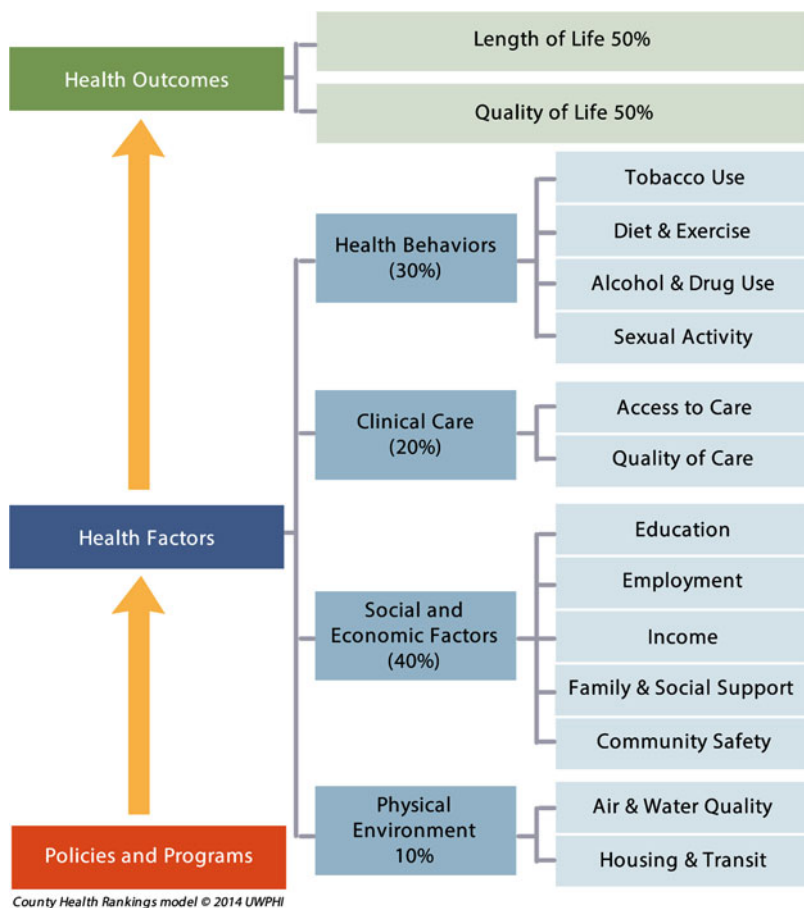 Health Outcomes
Length of Life 50%
Quality of Life 50%
Health Factors
Health Behaviors
(30%)
Tobacco Use
Diet & Exercise
Alcohol & Drug Use
Sexual Activity
Clinical Care
(20%)
Access to Care
Quality of Care
Social and
Economic Factors
(40%)
Education
Employment
Income
Family & Social Support
Community Safety
Physical
Environment
10%
Air & Water Quality
Housing & Transit
Policies and Programs
County Health Rankings model © 2014 UWPHI